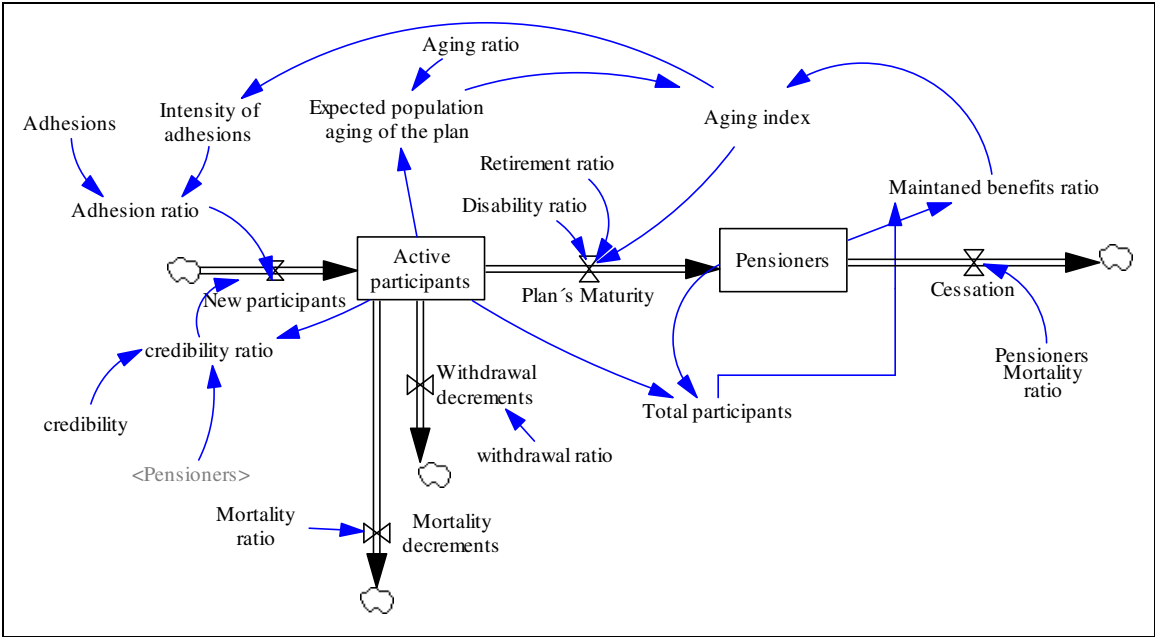 Aging ratio
Adhesions
Intensity of
adhesions
Expected population
aging of the plan
Aging index
Retirement ratio
Maintaned benefits ratio
Adhesion ratio
Disability ratio
Active
participants
Pensioners
New participants
Plan´s Maturity
Cessation
credibility ratio
Pensioners
Mortality
ratio
Withdrawal
decrements
Total participants
credibility
withdrawal ratio
<Pensioners>
Mortality
ratio
Mortality
decrements